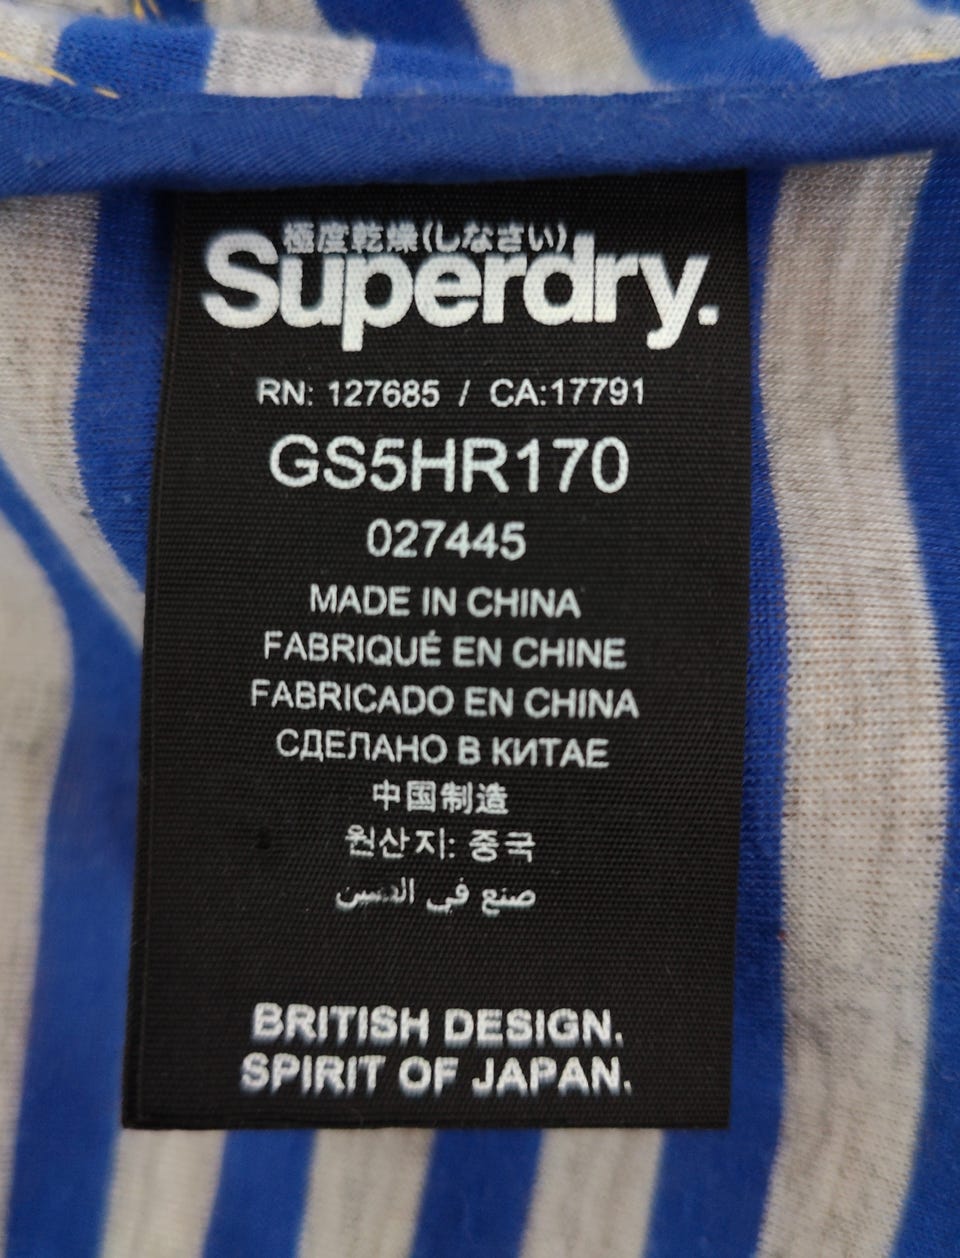 極度乾燥(しなさい)
Superdry.
RN: 127685 / CA:17791
GS5HR170
027445
MADE IN CHINA
FABRIQUÉ EN CHINE
FABRICADO EN CHINA
СДЕЛАНО В КИТАЕ
中国制造
원산지: 중국
صنع في الصين
BRITISH DESIGN.
SPIRIT OF JAPAN.